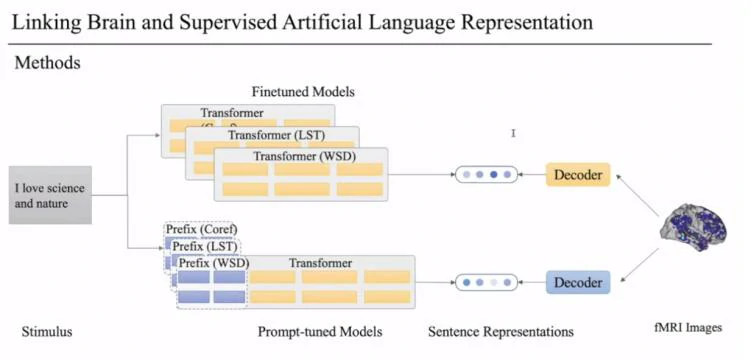 Linking Brain and Supervised Artificial Language Representation
Methods
Finetuned Models
Transformer
Transformer (LST)
Transformer (WSD)
I love science
and nature
Decoder
Prefix (Coref)
Prefix (LST)
Prefix (WSD)
Transformer
Decoder
Stimulus
Prompt-tuned Models
Sentence Representations
fMRI Images